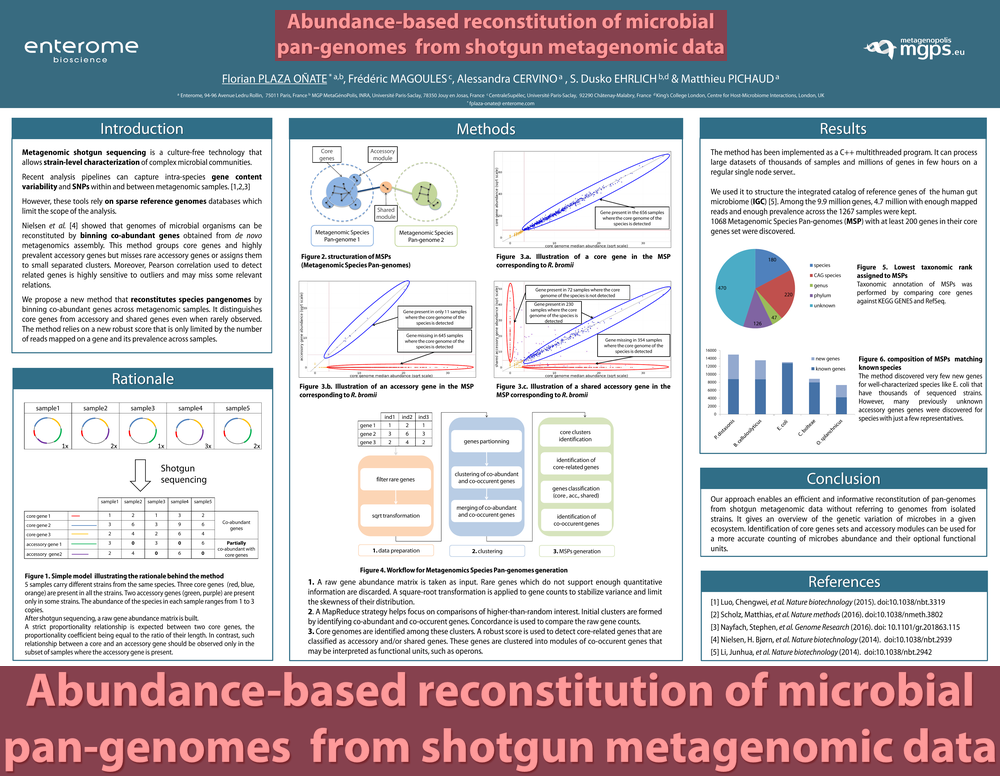 Abundance-based reconstitution of microbial
pan-genomes from shotgun metagenomic data
enterome
bioscience
metagenopolis
mgps.eu
Florian PLAZA OÑATE * a,b, Frédéric MAGOULES c, Alessandra CERVINO a , S. Dusko EHRLICH b,d & Matthieu PICHAUD a
a Enterome, 94-96 Avenue Ledru-Rollin, 75011 Paris, France b MGP MetaGénoPolis, INRA, Université Paris-Saclay, 78350 Jouy en Josas, France c CentraleSupélec, Université Paris-Saclay, 92290 Châtenay-Malabry, France d King's College London, Centre for Host-Microbiome Interactions, London, UK
* fplaza-onate@ enterome.com
Introduction
Metagenomic shotgun sequencing is a culture-free technology that
allows strain-level characterization of complex microbial communities.
Recent analysis pipelines can capture intra-species gene content
variability and SNPs within and between metagenomic samples. [1,2,3]
However, these tools rely on sparse reference genomes databases which
limit the scope of the analysis.
Nielsen et al. [4] showed that genomes of microbial organisms can be
reconstituted by binning co-abundant genes obtained from de novo
metagenomics assembly. This method groups core genes and highly
prevalent accessory genes but misses rare accessory genes or assigns them
to small separated clusters. Moreover, Pearson correlation used to detect
related genes is highly sensitive to outliers and may miss some relevant
relations.
We propose a new method that reconstitutes species pangenomes by
binning co-abundant genes across metagenomic samples. It distinguishes
core genes from accessory and shared genes even when rarely observed.
The method relies on a new robust score that is only limited by the number
of reads mapped on a gene and its prevalence across samples.
Rationale
sample1 sample2 sample3 sample4 sample5
1x 2x 1x 3x 2x
Shotgun
sequencing
sample1 sample2 sample3 sample4 sample5
core gene 1 1 2 1 3 2
core gene 2 3 6 3 9 6
core gene 3 2 4 2 6 4
Co-abundant
genes
accessory gene 1 3 0 3 0 6
accessory gene2 2 4 0 6 0
Partially
co-abundant with
core genes
Figure 1. Simple model illustrating the rationale behind the method
5 samples carry different strains from the same species. Three core genes (red, blue,
orange) are present in all the strains. Two accessory genes (green, purple) are present
only in some strains. The abundance of the species in each sample ranges from 1 to 3
copies.
After shotgun sequencing, a raw gene abundance matrix is built.
A strict proportionality relationship is expected between two core genes, the
proportionality coefficient being equal to the ratio of their length. In contrast, such
relationship between a core and an accessory gene should be observed only in the
subset of samples where the accessory gene is present.
Methods
Core
genes
Accessory
module
Shared
module
Metagenomic Species
Pan-genome 1
Metagenomic Species
Pan-genome 2
Figure 2. structuration of MSPs
(Metagenomic Species Pan-genomes)
Gene present in the 656 samples
where the core genome of the
species is detected
core genome median abundance (sqrt scale)
Figure 3.a. Illustration of a core gene in the MSP
corresponding to R. bromii
Gene present in only 11 samples
where the core genome of the
species is detected
Gene missing in 645 samples
where the core genome of the
species is detected
accessory gene abundance (sqrt scale)
core genome median abundance (sqrt scale)
Figure 3.b. Illustration of an accessory gene in the MSP
corresponding to R. bromii
Gene present in 72 samples where the core
genome of the species is not detected
Gene present in 230
samples where the core
genome of the species is
detected
Gene missing in 554 samples
where the core genome of the
species is detected
core genome median abundance (sqrt scale)
Figure 3.c. Illustration of a shared accessory gene in the
MSP corresponding to R. bromii
ind1 ind2 ind3
gene 1 1 2 1
gene 2 3 6 3
gene 3 2 4 2
filter rare genes
sqrt transformation
1. data preparation
genes partionning
clustering of co-abundant
and co-occurent genes
merging of co-abundant
and co-occurent genes
2. clustering
core clusters
identification
identification of
core-related genes
genes classification
(core , acc., shared)
identification of
co-occurent genes
3. MSPs generation
Figure 4. Workflow for Metagenomic Species Pan-genomes generation
1. A raw gene abundance matrix is taken as input. Rare genes which do not support enough quantitative
information are discarded. A square-root transformation is applied to gene counts to stabilize variance and limit
the skewness of their distribution.
2. A MapReduce strategy helps focus on comparisons of higher-than-random interest. Initial clusters are formed
by identifying co-abundant and co-occurent genes. Concordance is used to compare the raw gene counts.
3. Core genomes are identified among these clusters. A robust score is used to detect core-related genes that are
classified as accessory and/or shared genes. These genes are clustered into modules of co-occurent genes that
may be interpreted as functional units, such as operons.
Results
The method has been implemented as a C++ multithreaded program. It can process
large datasets of thousands of samples and millions of genes in few hours on a
regular single node server..
We used it to structure the integrated catalog of reference genes of the human gut
microbiome (IGC) [5]. Among the 9.9 million genes, 4.7 million with enough mapped
reads and enough prevalence across the 1267 samples were kept.
1068 Metagenomic Species Pan-genomes (MSP) with at least 200 genes in their core
genes set were discovered.
180
220
47
126
470
species
CAG species
genus
phylum
unknown
Figure 5. Lowest taxonomic rank
assigned to MSPs
Taxonomic annotation of MSPs was
performed by comparing core genes
against KEGG GENES and RefSeq.
16000
14000
12000
10000
8000
6000
4000
2000
0
new genes
known genes
P. distasonis
B. cellulosilyticus
E. coli
C. bolteae
O. splanchnicus
Figure 6. composition of MSPs matching
known species
The method discovered very few new genes
for well-characterized species like E. coli that
have thousands of sequenced strains.
However, many previously unknown
accessory genes genes were discovered for
species with just a few representatives.
Conclusion
Our approach enables an efficient and informative reconstitution of pan-genomes
from shotgun metagenomic data without referring to genomes from isolated
strains. It gives an overview of the genetic variation of microbes in a given
ecosystem. Identification of core genes sets and accessory modules can be used for
a more accurate counting of microbes abundance and their optional functional
units.
References
[1] Luo, Chengwei, et al. Nature biotechnology (2015). doi:10.1038/nbt.3319
[2] Scholz, Matthias, et al. Nature methods (2016). doi:10.1038/nmeth.3802
[3] Nayfach, Stephen, et al. Genome Research (2016). doi: 10.1101/gr.201863.115
[4] Nielsen, H. Bjørn, et al. Nature biotechnology (2014). doi:10.1038/nbt.2939
[5] Li, Junhua, et al. Nature biotechnology (2014). doi:10.1038/nbt.2942
Abundance-based reconstitution of microbial
pan-genomes from shotgun metagenomic data